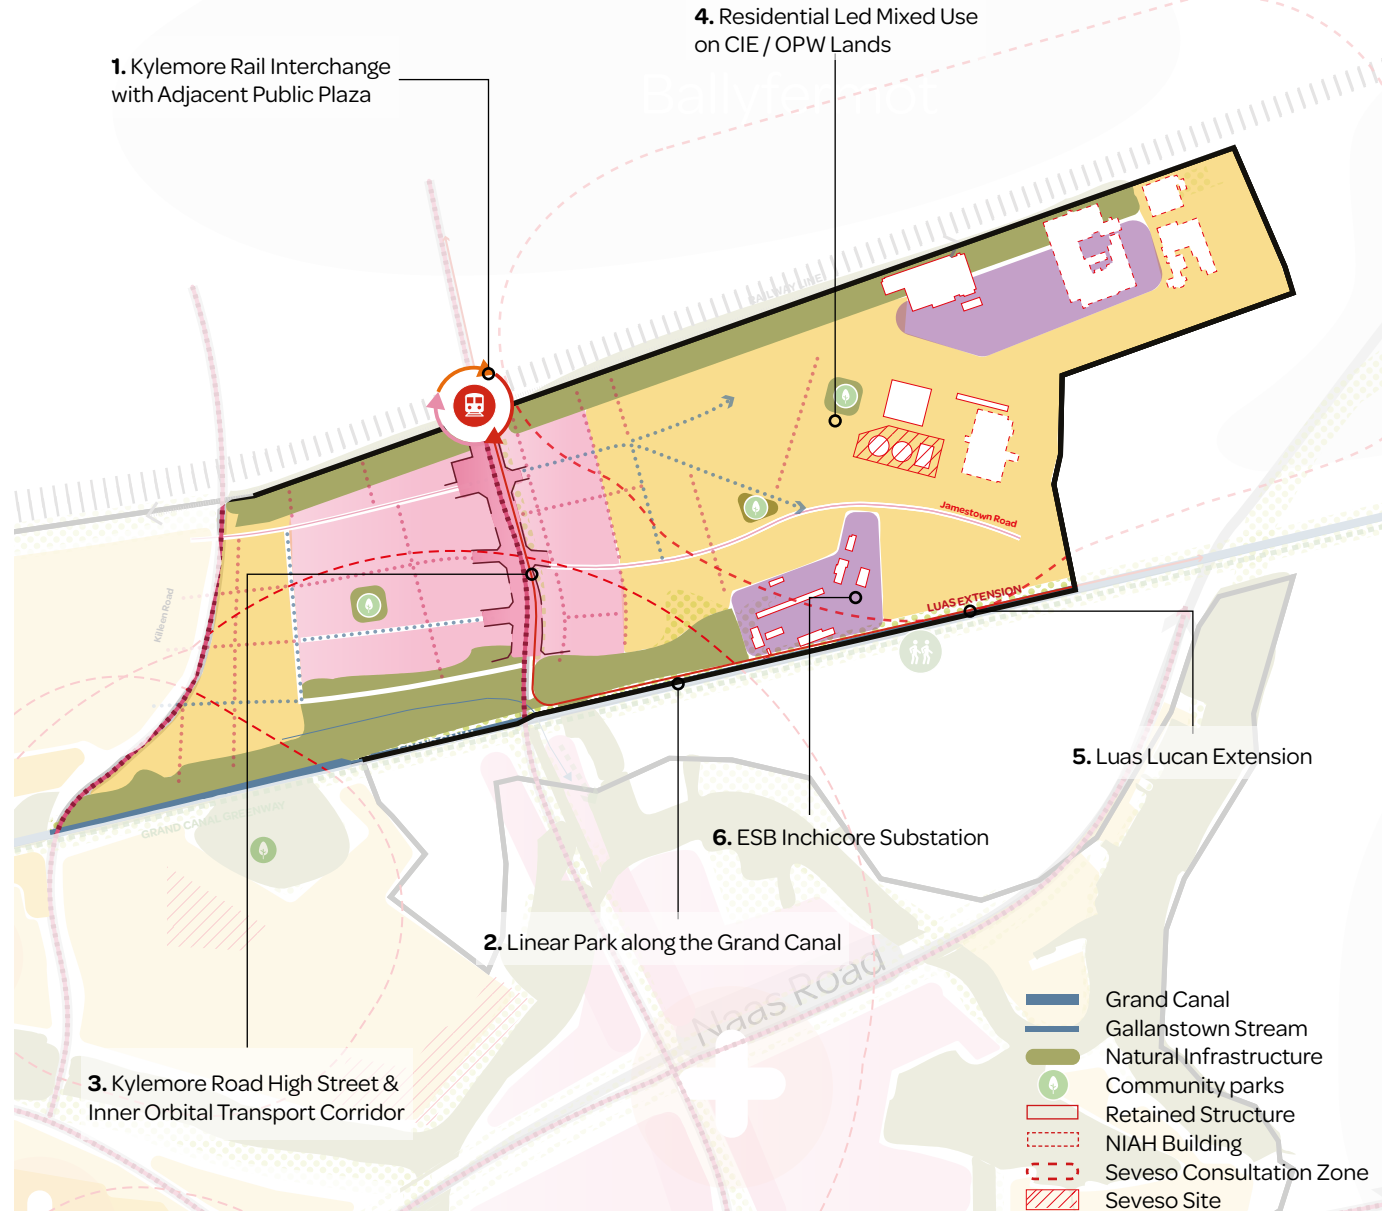 4. Residential Led Mixed Use
on CIE / OPW Lands
1. Kylemore Rail Interchange
with Adjacent Public Plaza
Ballyfermot
RAILWAY LINE
Jamestown Road
LUAS EXTENSION
Killeen Road
5. Luas Lucan Extension
GRAND CANAL GREENWAY
6. ESB Inchicore Substation
2. Linear Park along the Grand Canal
Naas Road
3. Kylemore Road High Street &
Inner Orbital Transport Corridor
Grand Canal
Gallanstown Stream
Natural Infrastructure
Community parks
Retained Structure
NIAH Building
Seveso Consultation Zone
Seveso Site